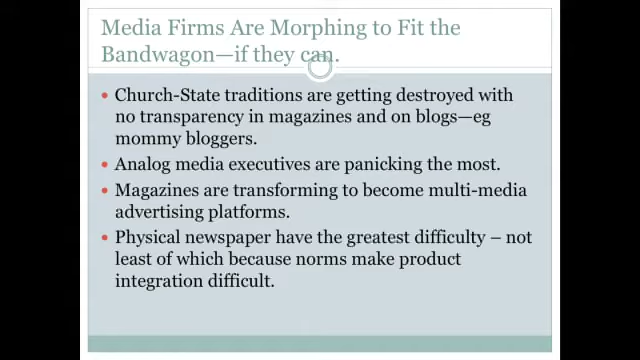 Media Firms Are Morphing to Fit the
Bandwagon—if they can.
• Church-State traditions are getting destroyed with
no transparency in magazines and on blogs—eg
mommy bloggers.
• Analog media executives are panicking the most.
• Magazines are transforming to become multi-media
advertising platforms.
• Physical newspaper have the greatest difficulty – not
least of which because norms make product
integration difficult.